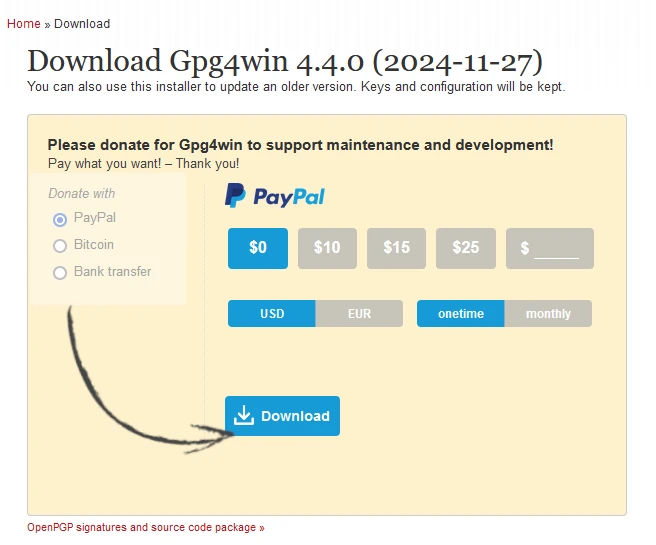 Home » Download
Download Gpg4win 4.4.0 (2024-11-27)
You can also use this installer to update an older version. Keys and configuration will be kept.
Please donate for Gpg4win to support maintenance and development!
Pay what you want! – Thank you!
Donate with
PayPal
Bitcoin
Bank transfer
PayPal
$0 $10 $15 $25 $ ______
USD EUR onetime monthly
Download
OpenPGP signatures and source code package »